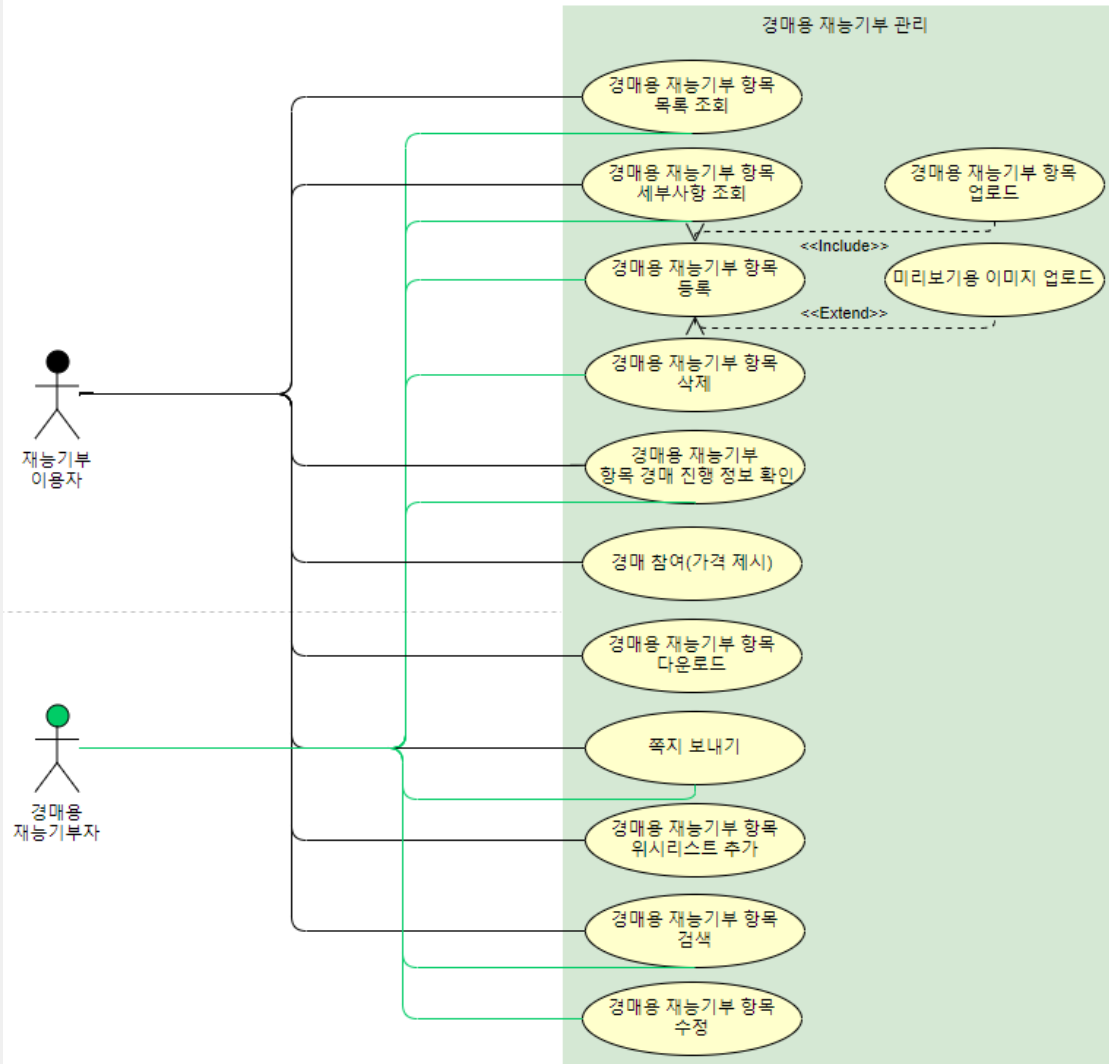 경매용 재능기부 관리
경매용 재능기부 항목
목록 조회
경매용 재능기부 항목
세부사항 조회
경매용 재능기부 항목
업로드
<<Include>>
경매용 재능기부 항목
등록
미리보기용 이미지 업로드
<<Extend>>
경매용 재능기부 항목
삭제
재능기부
이용자
경매용 재능기부
항목 경매 진행 정보 확인
경매 참여(가격 제시)
경매용 재능기부 항목
다운로드
쪽지 보내기
경매용
재능기부자
경매용 재능기부 항목
위시리스트 추가
경매용 재능기부 항목
검색
경매용 재능기부 항목
수정